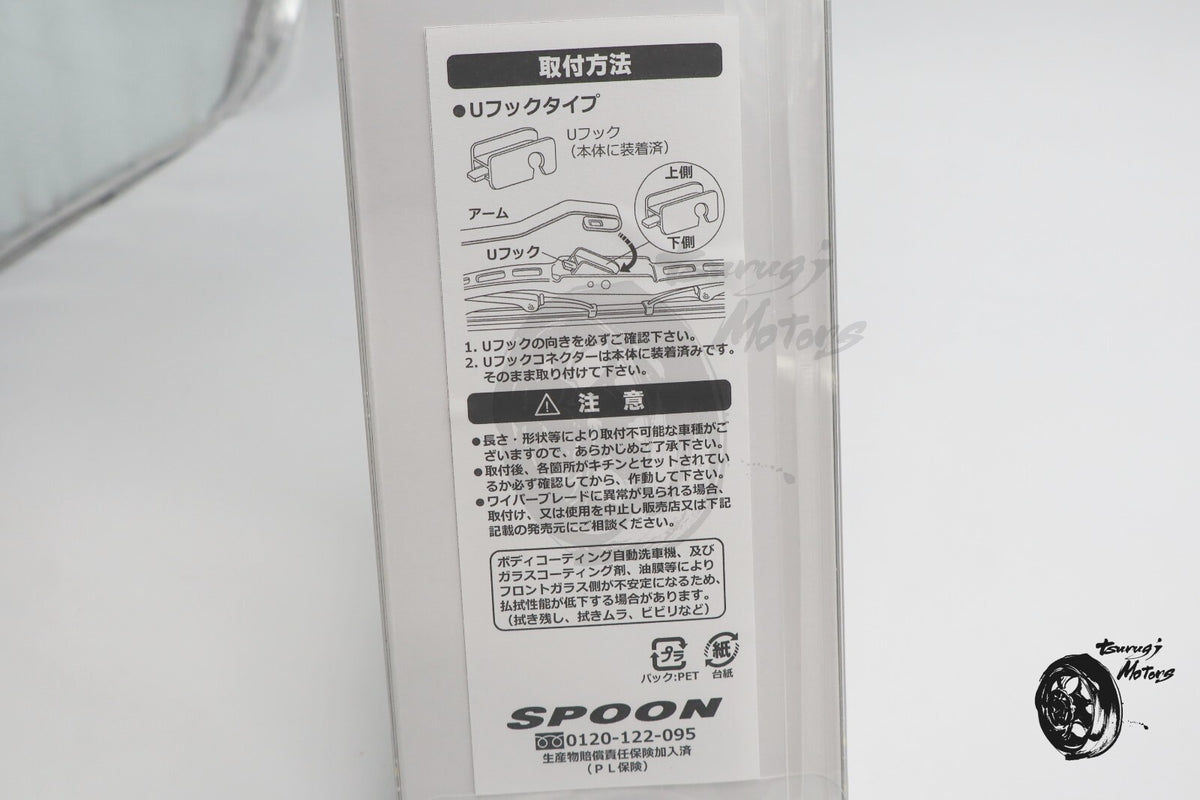 取付方法
●Uフックタイプ
Uフック
（本体に装着済）
上側
アーム
下側
Uフック
1. Uフックの向きを必ずご確認下さい。
2. Uフックコネクターは本体に装着済みです。
そのまま取り付けて下さい。
注 意
●長さ・形状等により取付不可能な車種がご
ざいますので、あらかじめご了承下さい。
●取付後、各箇所がキチンとセットされてい
るか必ず確認してから、作動して下さい。
●ワイパーブレードに異常が見られる場合、
取付け、又は使用を中止し販売店又は下記
記載の発売元にご相談ください。
ボディコーティング自動洗車機、及び
ガラスコーティング剤、油膜等により
フロントガラス側が不安定になるため、
払拭性能が低下する場合があります。
（拭き残し、拭きムラ、ビビリなど）
プラ
紙
パック:PET
台紙
SPOON
0120-122-095
生産物賠償責任保険加入済
（PL保険）
tsurugi
Motors
tsurugi
Motors